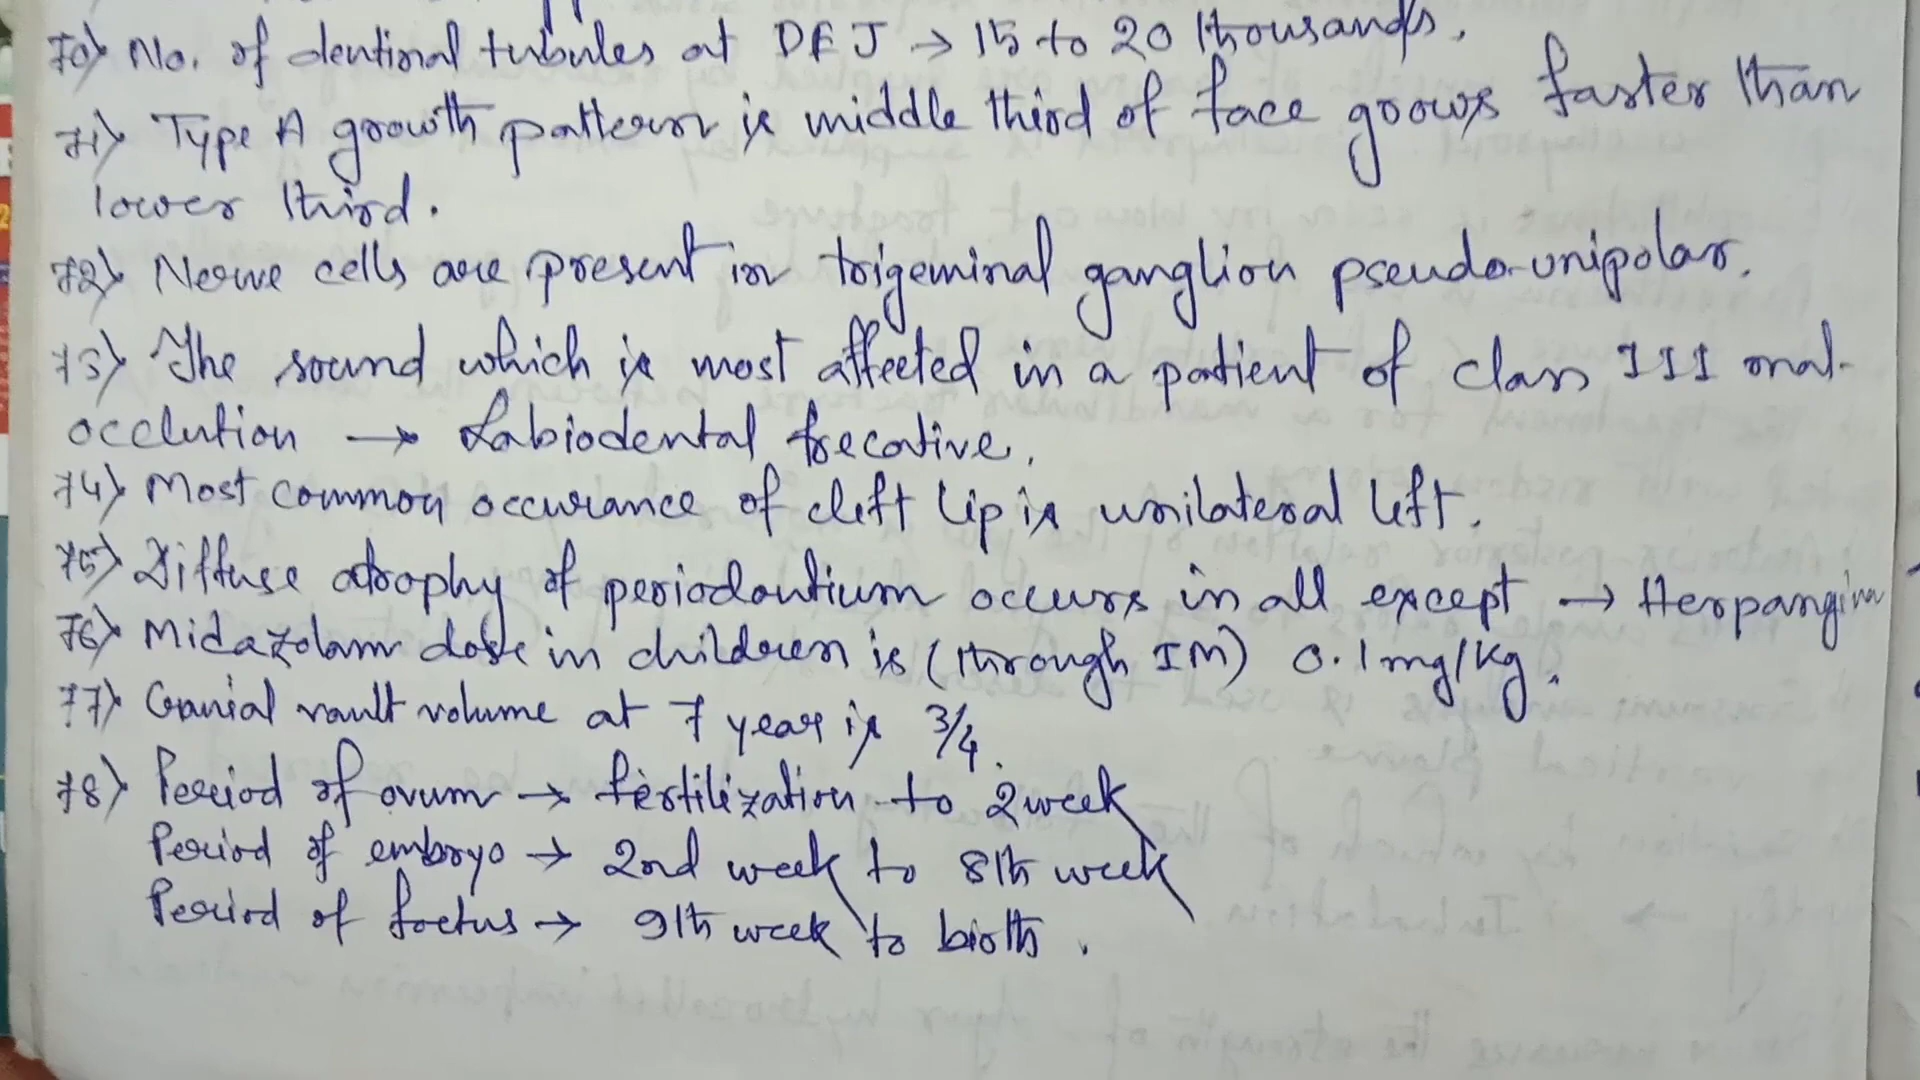 70) No. of dentinal tubules at DEJ → 15 to 20 thousands.
71) Type A growth pattern is middle third of face grows faster than
lower third.
72) Nerve cells are present in trigeminal ganglion pseudo-unipolar.
73) The sound which is most affected in a patient of class III mal-
occlution → Labiodental frecative.
74) Most common occurance of cleft lip is unilateral left.
75) Diffuse atrophy of periodontium occurs in all except → Herpangina
76) Midazolam dose in children is (through IM) 0.1mg/kg.
77) Cranial vault volume at 7 year is 3/4.
78) Period of ovum → fertilization to 2 week
Period of embryo → 2nd week to 8th week
Period of foetus → 9th week to birth.